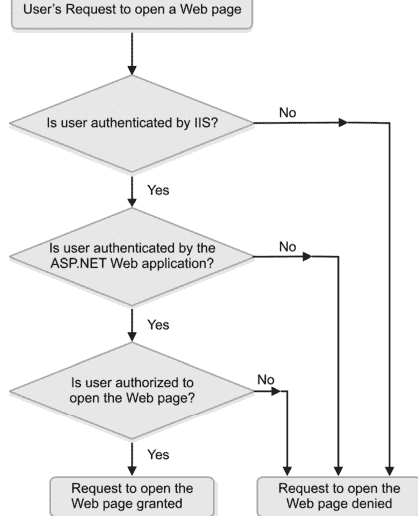 User's Request to open a Web page
Is user authenticated by IIS?
No
Yes
Is user authenticated by the
ASP.NET Web application?
No
Yes
Is user authorized to
open the Web page?
No
Yes
Request to open the
Web page granted
Request to open the
Web page denied